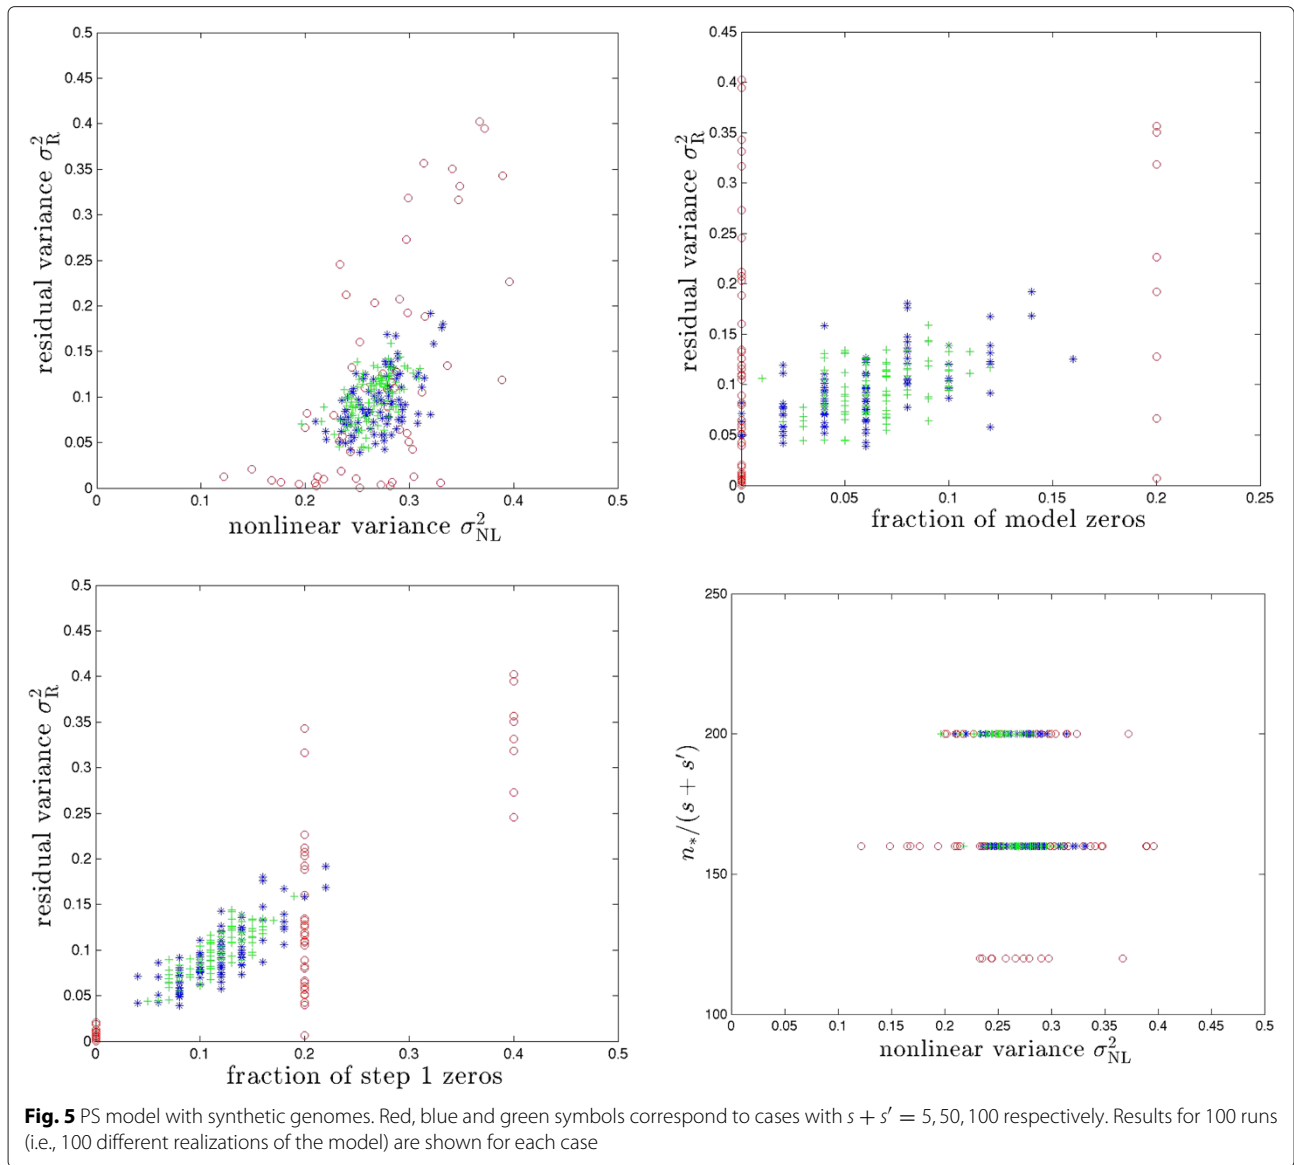 0.5
0.45
0.4
0.35
0.3
0.25
0.2
0.15
0.1
0.05
0
0 0.1 0.2 0.3 0.4 0.5
residual variance σ²_R
nonlinear variance σ²_NL
0.45
0.4
0.35
0.3
0.25
0.2
0.15
0.1
0.05
0
0 0.05 0.1 0.15 0.2 0.25
residual variance σ²_R
fraction of model zeros
0.5
0.45
0.4
0.35
0.3
0.25
0.2
0.15
0.1
0.05
0
0 0.1 0.2 0.3 0.4 0.5
residual variance σ²_R
fraction of step 1 zeros
250
200
150
100
0 0.05 0.1 0.15 0.2 0.25 0.3 0.35 0.4 0.45 0.5
n_*/(s + s′)
nonlinear variance σ²_NL
Fig. 5 PS model with synthetic genomes. Red, blue and green symbols correspond to cases with s + s′ = 5, 50, 100 respectively. Results for 100 runs
(i.e., 100 different realizations of the model) are shown for each case